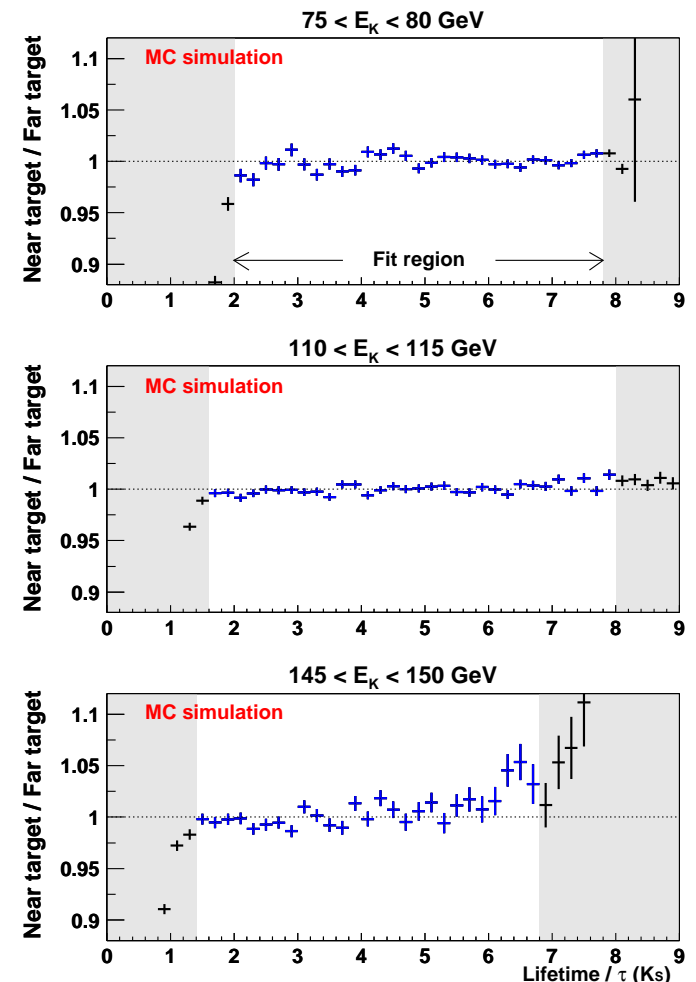 75 < E_K < 80 GeV
Near target / Far target
MC simulation
1.1
1.05
1
0.95
0.9
Fit region
0 1 2 3 4 5 6 7 8 9
110 < E_K < 115 GeV
Near target / Far target
MC simulation
1.1
1.05
1
0.95
0.9
0 1 2 3 4 5 6 7 8 9
145 < E_K < 150 GeV
Near target / Far target
MC simulation
1.1
1.05
1
0.95
0.9
0 1 2 3 4 5 6 7 8 9
Lifetime / τ (Ks)